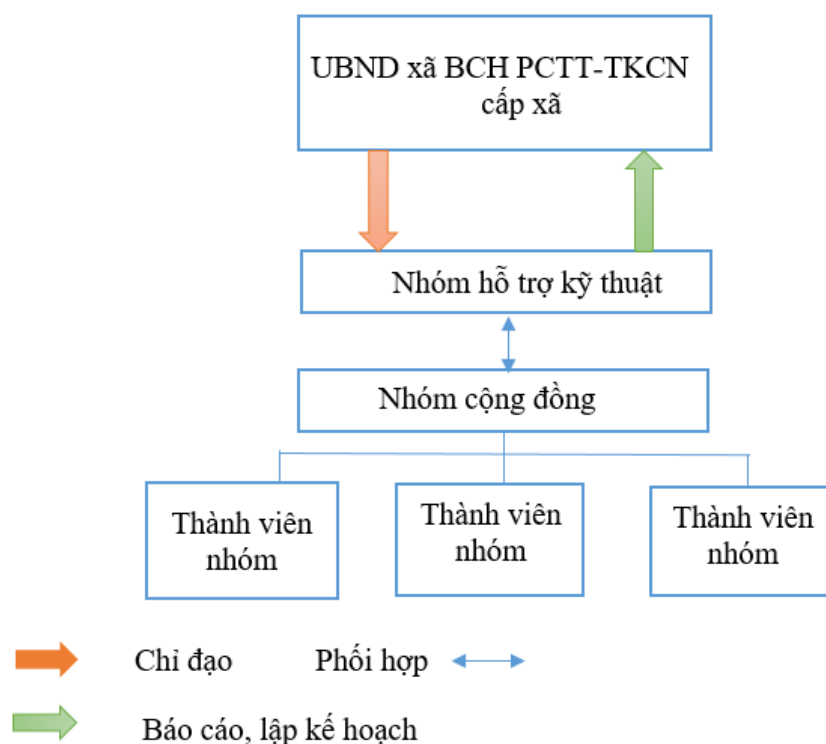 UBND xã BCH PCTT-TKCN
cấp xã
Nhóm hỗ trợ kỹ thuật
Nhóm cộng đồng
Thành viên
nhóm
Thành viên
nhóm
Thành viên
nhóm
Chỉ đạo
Phối hợp
Báo cáo, lập kế hoạch